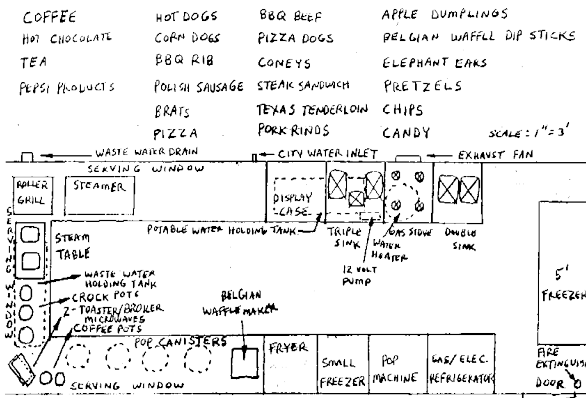 COFFEE
HOT CHOCOLATE
TEA
PEPSI PRODUCTS
HOT DOGS
CORN DOGS
BBQ RIB
POLISH SAUSAGE
BRATS
PIZZA
BBQ BEEF
PIZZA DOGS
CONEYS
STEAK SANDWICH
TEXAS TENDERLOIN
PORK RINDS
APPLE DUMPLINGS
BELGIAN WAFFLL DIP STICKS
ELEPHANT EARS
PRETZELS
CHIPS
CANDY
SCALE: 1"=3'
WASTE WATER DRAIN
CITY WATER INLET
EXHAUST FAN
SERVING WINDOW
ROLLER
GRILL
STEAMER
DISPLAY
CASE
POTABLE WATER HOLDING TANK
TRIPLE
SINK
GAS STOVE
WATER
HEATER
DOUBLE
SINK
12 VOLT
PUMP
SERVING WINDOW
STEAM
TABLE
WASTE WATER
HOLDING TANK
CROCK POTS
2-TOASTER/BROILER
MICROWAVES
COFFEE POTS
POP CANISTERS
BELGIAN
WAFFLE MAKER
5'
FREEZER
FRYER
SMALL
FREEZER
POP
MACHINE
GAS/ELEC.
REFRIGERATOR
FIRE
EXTINGUIS
DOOR
SERVING WINDOW